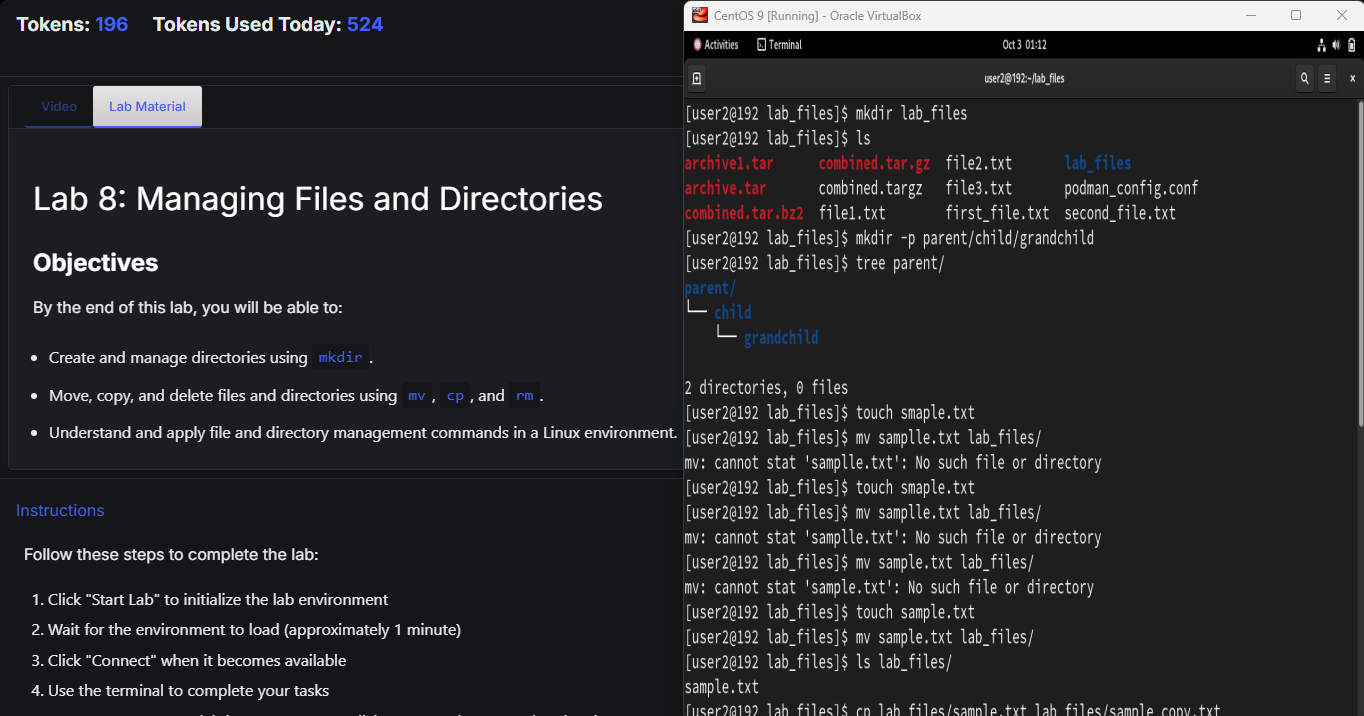 Tokens: 196 Tokens Used Today: 524
Video Lab Material
Lab 8: Managing Files and Directories
Objectives
By the end of this lab, you will be able to:
Create and manage directories using mkdir.
Move, copy, and delete files and directories using mv, cp, and rm.
Understand and apply file and directory management commands in a Linux environment.
Instructions
Follow these steps to complete the lab:
1. Click "Start Lab" to initialize the lab environment
2. Wait for the environment to load (approximately 1 minute)
3. Click "Connect" when it becomes available
4. Use the terminal to complete your tasks
CentOS 9 [Running] - Oracle VirtualBox
Activities Terminal Oct 3 01:12
user2@192:~/lab_files
[user2@192 lab_files]$ mkdir lab_files
[user2@192 lab_files]$ ls
archive1.tar combined.tar.gz file2.txt lab_files
archive.tar combined.targz file3.txt podman_config.conf
combined.tar.bz2 file1.txt first_file.txt second_file.txt
[user2@192 lab_files]$ mkdir -p parent/child/grandchild
[user2@192 lab_files]$ tree parent/
parent/
└── child
└── grandchild
2 directories, 0 files
[user2@192 lab_files]$ touch smaple.txt
[user2@192 lab_files]$ mv samplle.txt lab_files/
mv: cannot stat 'samplle.txt': No such file or directory
[user2@192 lab_files]$ touch smaple.txt
[user2@192 lab_files]$ mv samplle.txt lab_files/
mv: cannot stat 'samplle.txt': No such file or directory
[user2@192 lab_files]$ mv sample.txt lab_files/
mv: cannot stat 'sample.txt': No such file or directory
[user2@192 lab_files]$ touch sample.txt
[user2@192 lab_files]$ mv sample.txt lab_files/
[user2@192 lab_files]$ ls lab_files/
sample.txt
[user2@192 lab_files]$ cp lab_files/sample.txt lab_files/sample_copy.txt